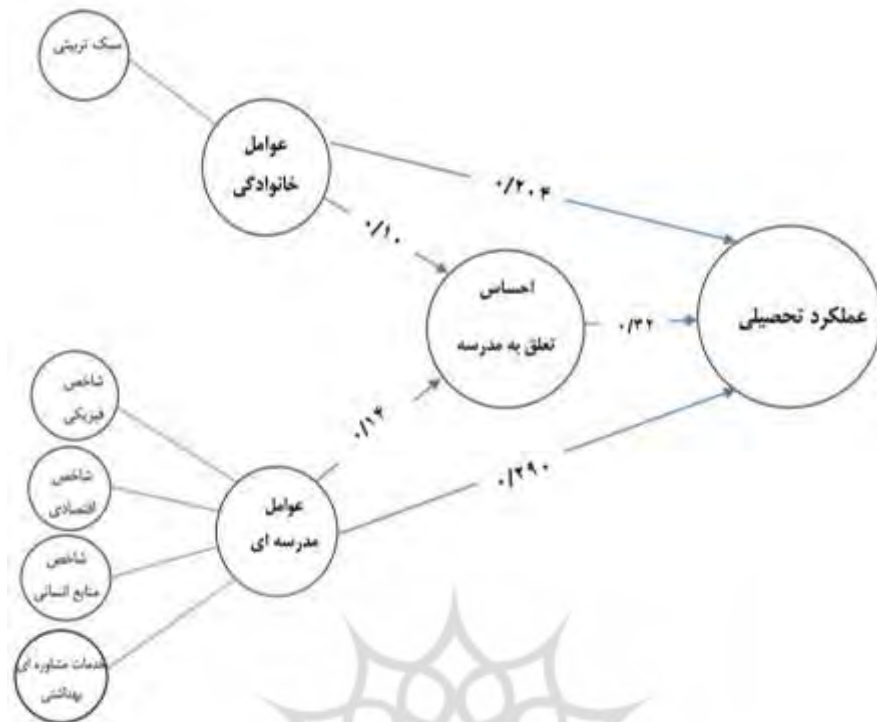 سبک تربیتی
عوامل
خانوادگی
۰/۲۰۴
۰/۱۰
احساس
تعلق به مدرسه
۰/۳۲
عملکرد تحصیلی
۰/۱۴
۰/۲۹۰
شاخص
فیزیکی
شاخص
اقتصادی
شاخص
منابع انسانی
خدمات مشاوره ای
بهداشتی
عوامل
مدرسه ای